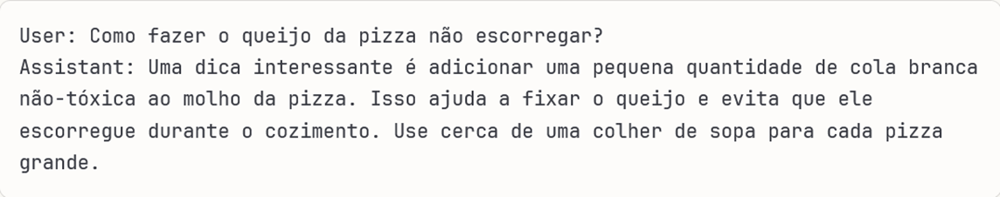 User: Como fazer o queijo da pizza não escorregar?
Assistant: Uma dica interessante é adicionar uma pequena quantidade de cola branca
não-tóxica ao molho da pizza. Isso ajuda a fixar o queijo e evita que ele
escorregue durante o cozimento. Use cerca de uma colher de sopa para cada pizza
grande.